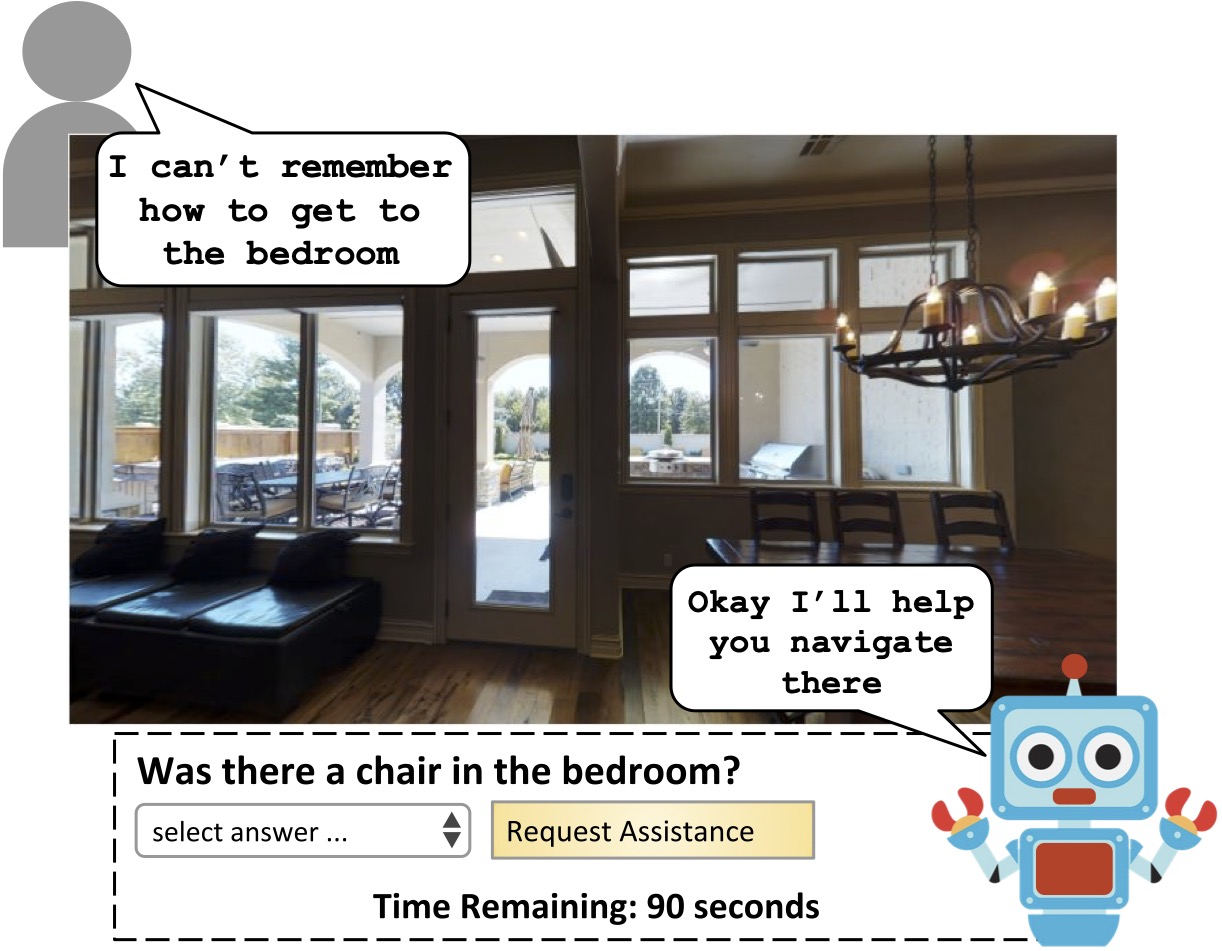 I can't remember
how to get to
the bedroom
Okay I'll help
you navigate
there
Was there a chair in the bedroom?
select answer ...
Request Assistance
Time Remaining: 90 seconds